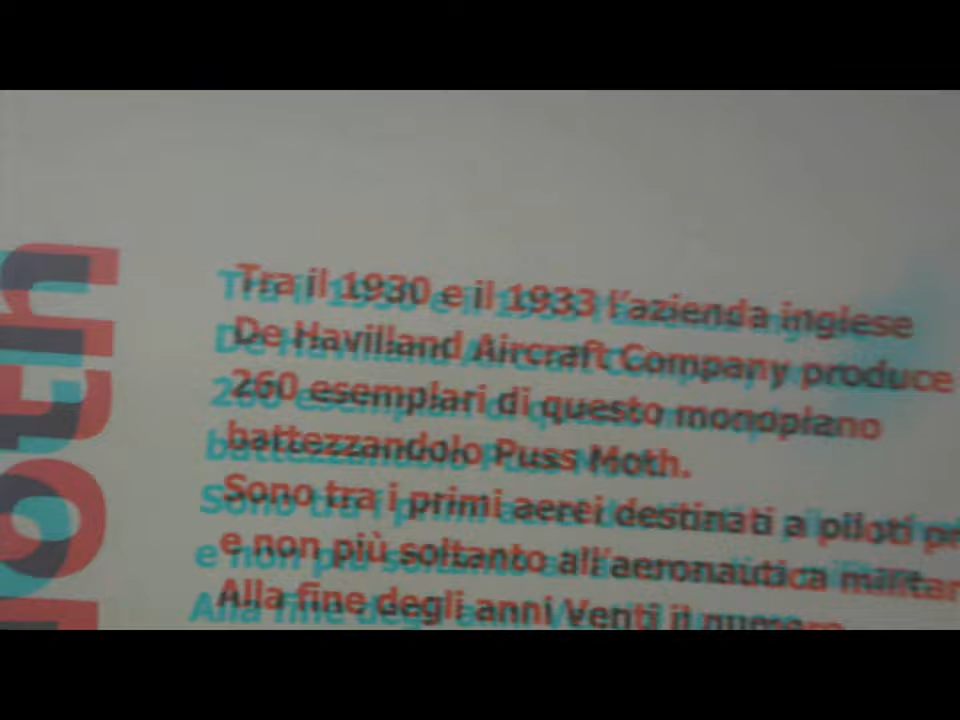 Tra il 1930 e il 1933 l'azienda inglese
De Havilland Aircraft Company produce
260 esemplari di questo monoplano
battezzandolo Puss Moth.
Sono tra i primi aerei destinati a piloti
e non più soltanto all'aeronautica
Alla fine degli anni Venti il numero